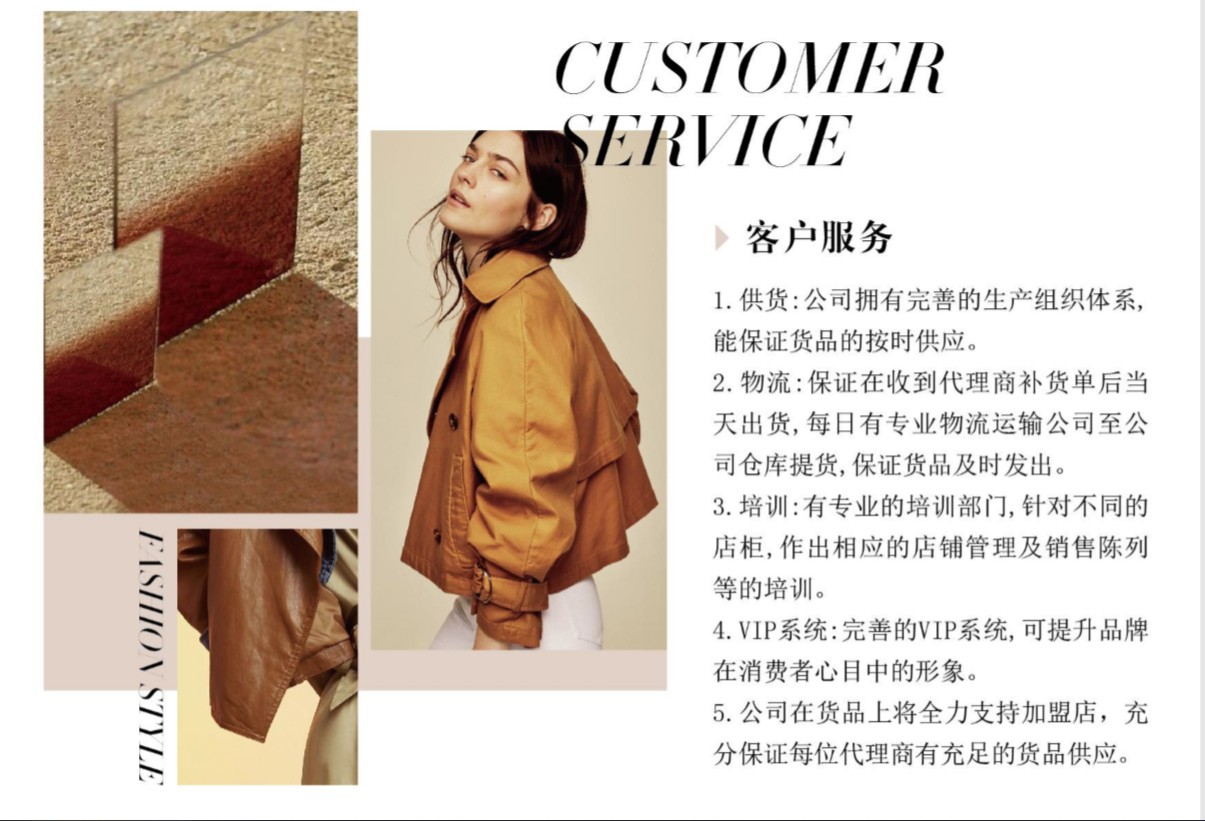 CUSTOMER
SERVICE
客户服务
1.供货:公司拥有完善的生产组织体系,
能保证货品的按时供应。
2.物流:保证在收到代理商补货单后当
天出货,每日有专业物流运输公司至公
司仓库提货,保证货品及时发出。
3.培训:有专业的培训部门,针对不同的
店柜,作出相应的店铺管理及销售陈列
等的培训。
4.VIP系统:完善的VIP系统,可提升品牌
在消费者心目中的形象。
5.公司在货品上将全力支持加盟店，充
分保证每位代理商有充足的货品供应。
FASHION STYLE